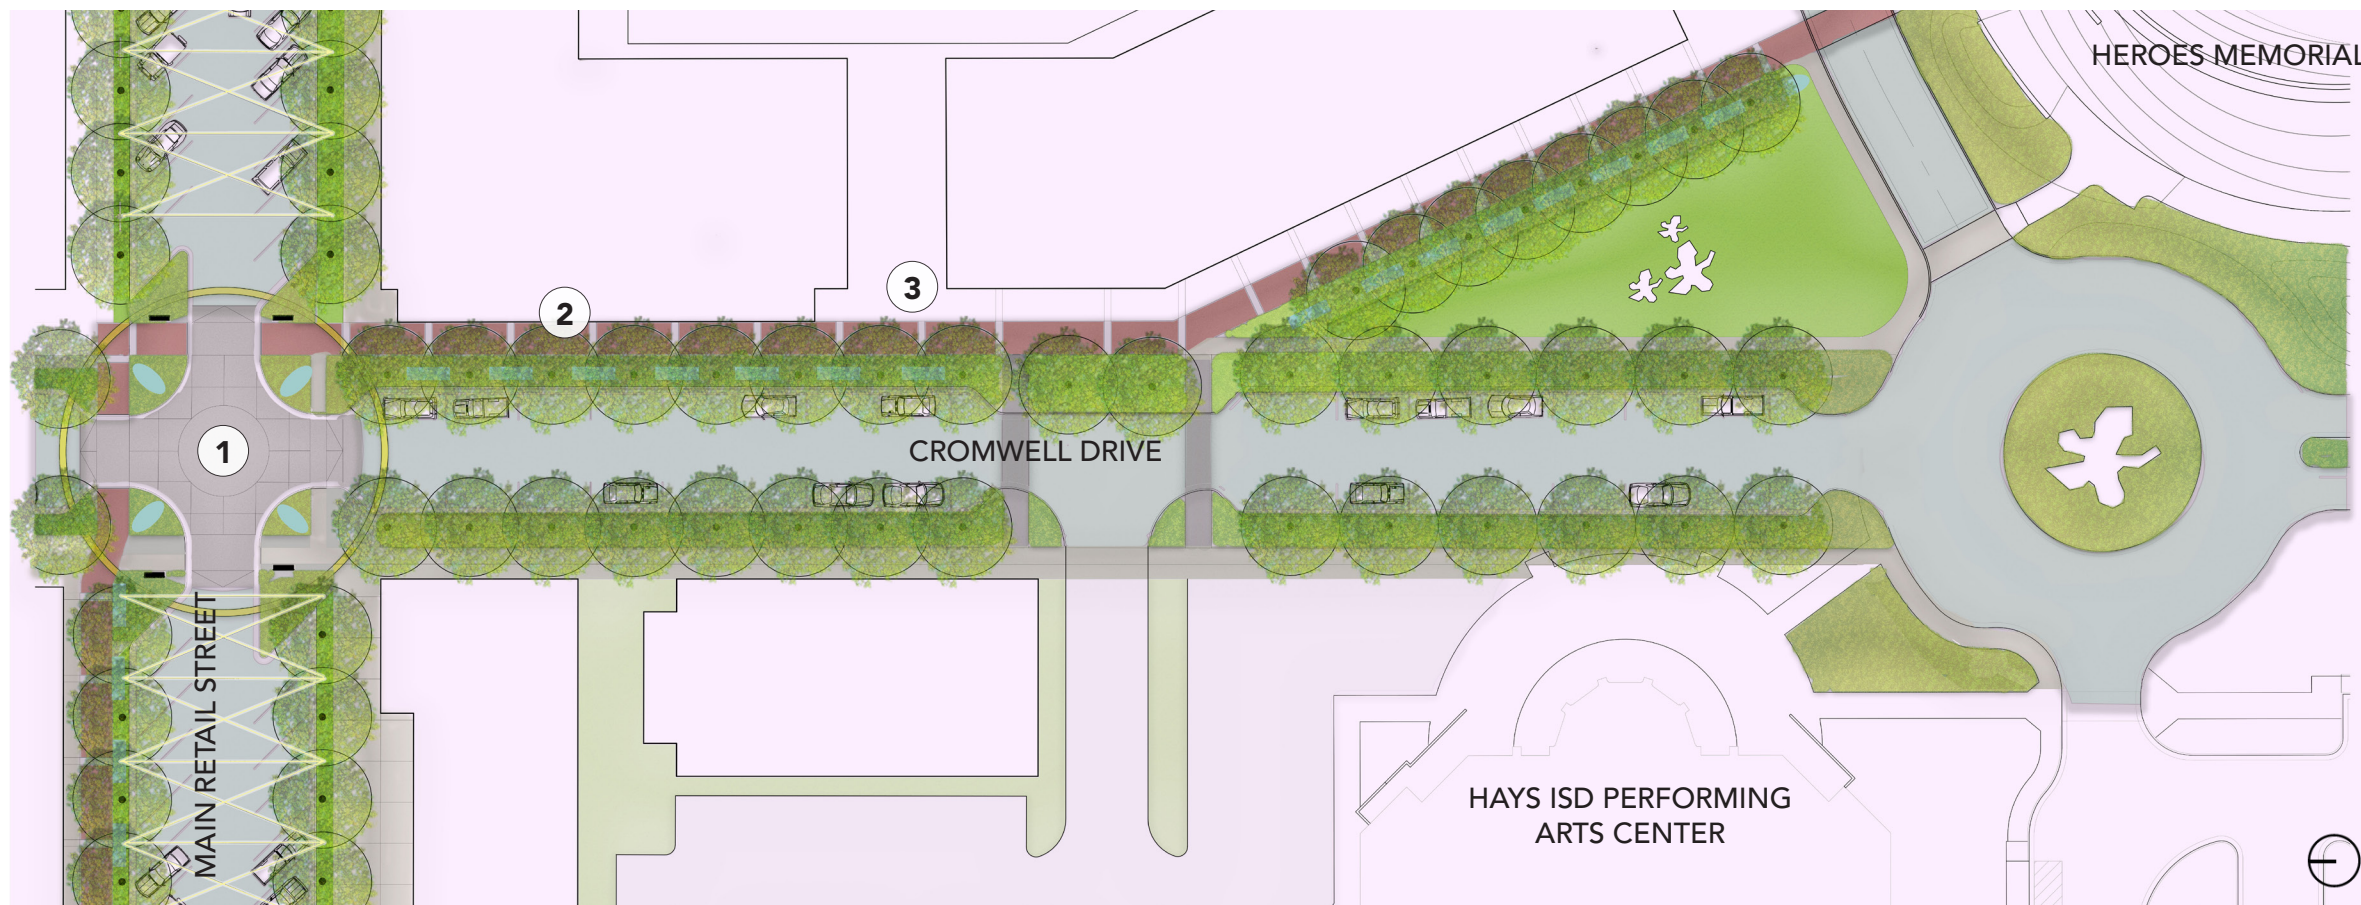 HEROES MEMORIAL
3
2
1
CROMWELL DRIVE
MAIN RETAIL STREET
HAYS ISD PERFORMING
ARTS CENTER